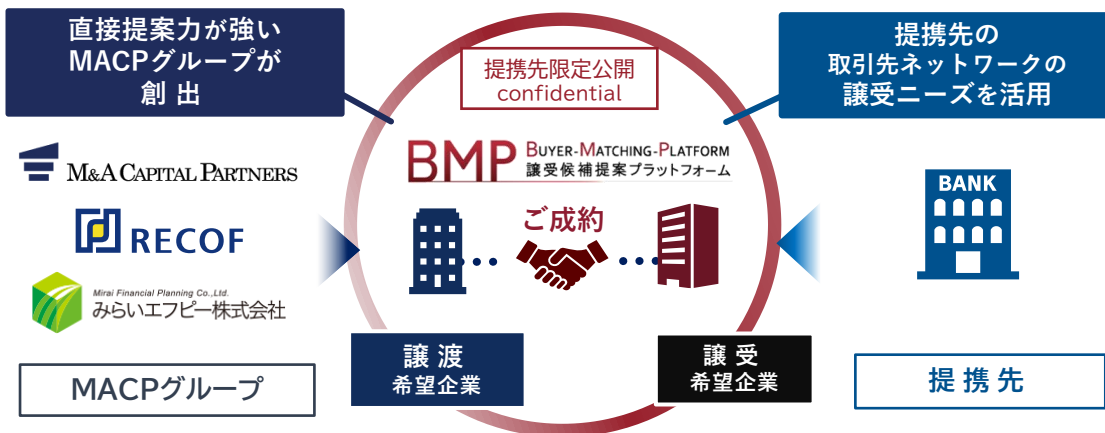 直接提案力が強い
MACPグループが
創出
M&A CAPITAL PARTNERS
RECOF
Mirai Financial Planning Co.,Ltd.
みらいエフピー株式会社
MACPグループ
提携先限定公開
confidential
BMP
BUYER-MATCHING-PLATFORM
譲受候補提案プラットフォーム
ご成約
譲渡
希望企業
譲受
希望企業
提携先の
取引先ネットワークの
譲受ニーズを活用
BANK
提携先